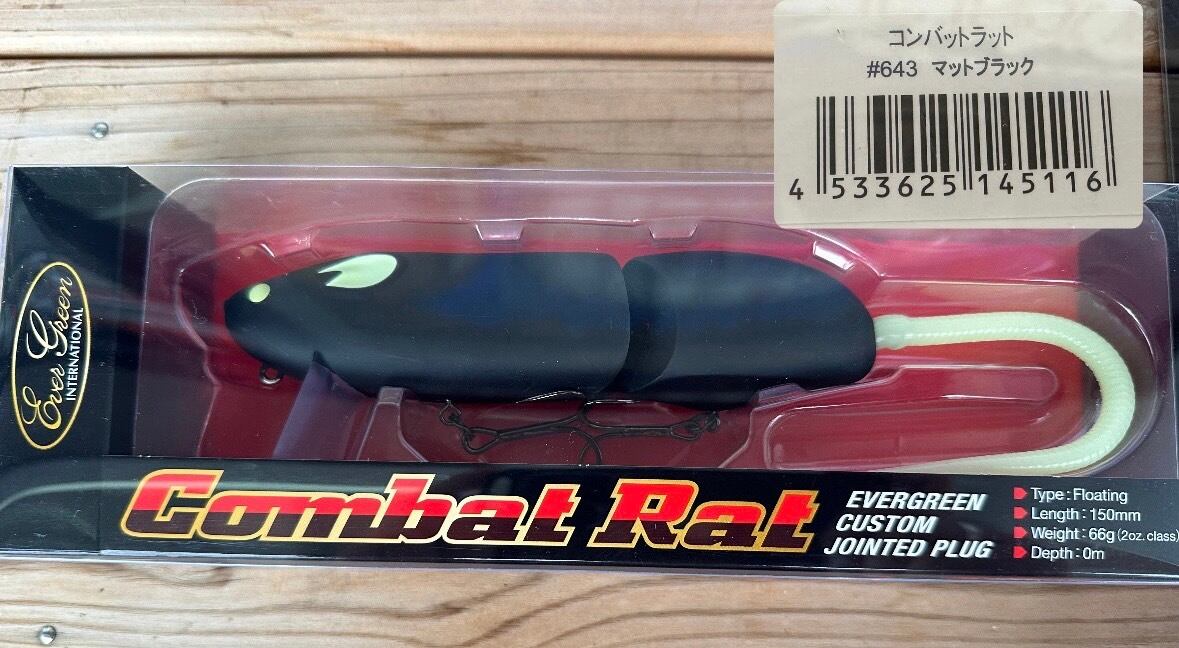 コンバットラット
#643 マットブラック
4 533625 145116
Ever Green
INTERNATIONAL
Combat Rat
EVERGREEN
CUSTOM
JOINTED PLUG
Type:Floating
Length:150mm
Weight:66g(2oz.class)
Depth:0m